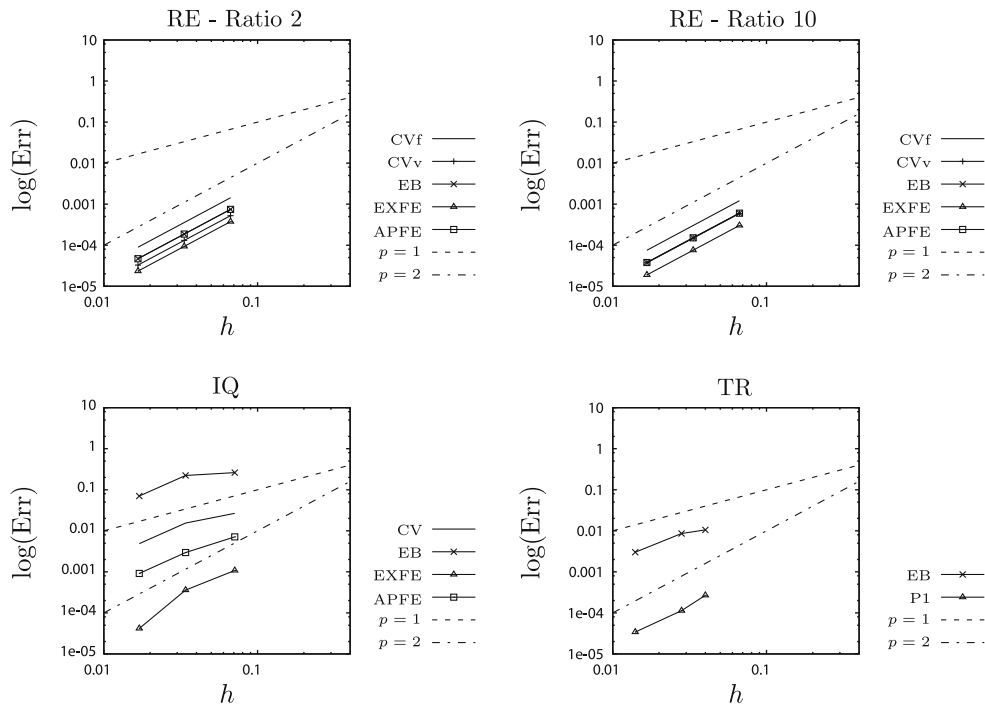 RE - Ratio 2
10
1
0.1
0.01
0.001
1e-04
1e-05
0.01
0.1
log(Err)
h
CVf
CVv
EB
EXFE
APFE
p = 1
p = 2
RE - Ratio 10
10
1
0.1
0.01
0.001
1e-04
1e-05
0.01
0.1
log(Err)
h
CVf
CVv
EB
EXFE
APFE
p = 1
p = 2
IQ
10
1
0.1
0.01
0.001
1e-04
1e-05
0.01
0.1
log(Err)
h
CV
EB
EXFE
APFE
p = 1
p = 2
TR
10
1
0.1
0.01
0.001
1e-04
1e-05
0.01
0.1
log(Err)
h
EB
P1
p = 1
p = 2